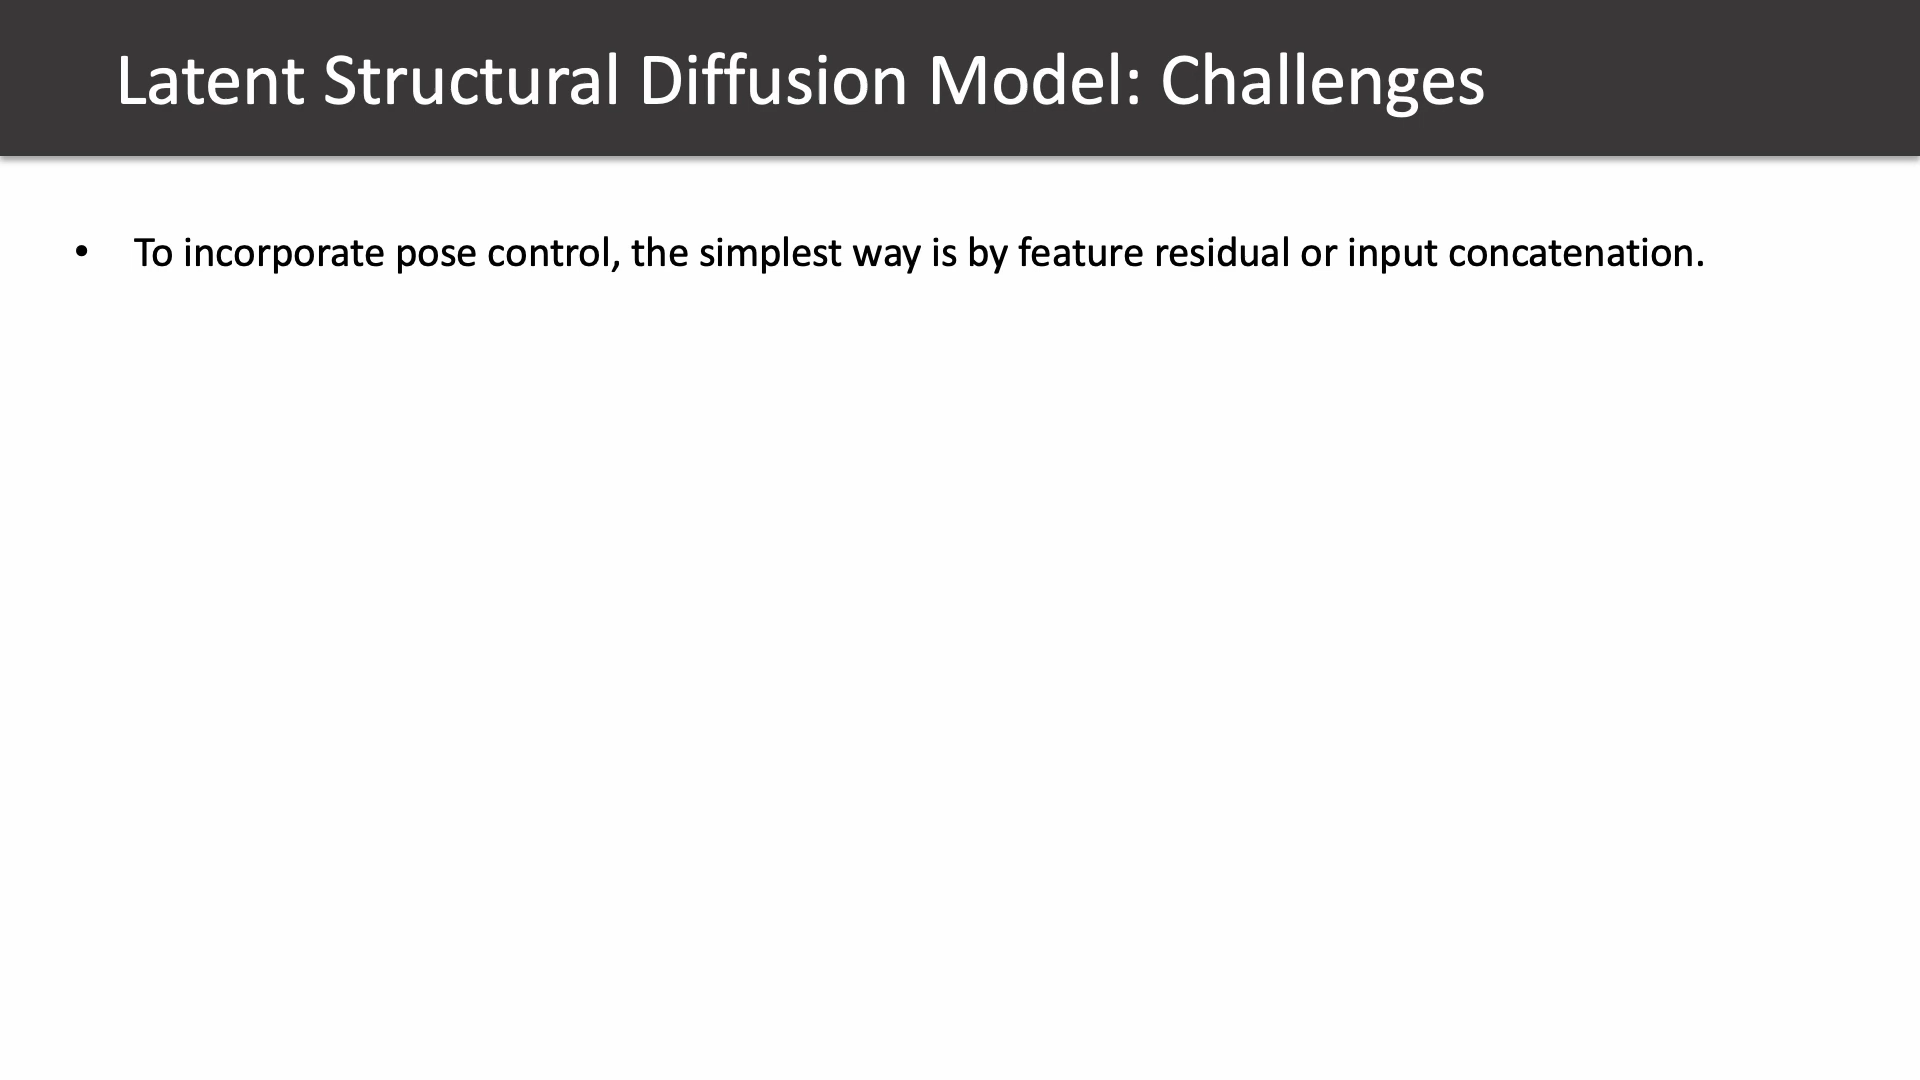 Latent Structural Diffusion Model: Challenges
• To incorporate pose control, the simplest way is by feature residual or input concatenation.